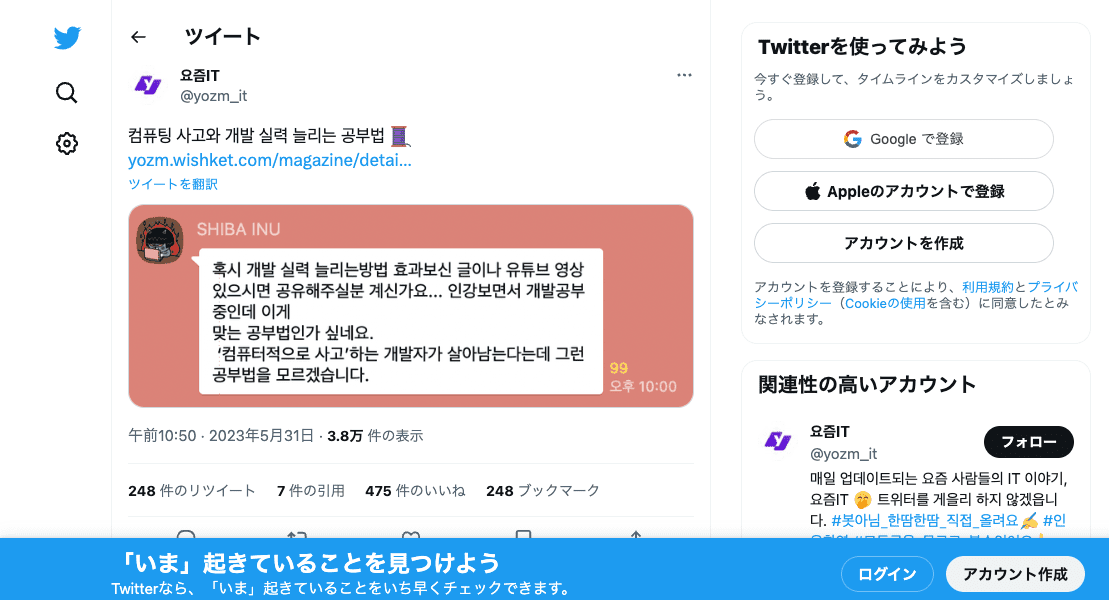 ツイート
요즘IT
@yozm_it
컴퓨팅 사고와 개발 실력 늘리는 공부법
yozm.wishket.com/magazine/detai...
ツイートを翻訳
SHIBA INU
혹시 개발 실력 늘리는방법 효과보신 글이나 유튜브 영상
있으시면 공유해주실분 계신가요... 인강보면서 개발공부
중인데 이게
맞는 공부법인가 싶네요.
‘컴퓨터적으로 사고’하는 개발자가 살아남는다는데 그런
공부법을 모르겠습니다.
99
오후 10:00
午前10:50 · 2023年5月31日 · 3.8万 件の表示
248 件のリツイート 7 件の引用 475 件のいいね 248 ブックマーク
Twitterを使ってみよう
今すぐ登録して、タイムラインをカスタマイズしましょ
う。
Google で登録
Appleのアカウントで登録
アカウントを作成
アカウントを登録することにより、利用規約とプライバ
シーポリシー（Cookieの使用を含む）に同意したとみ
なされます。
関連性の高いアカウント
요즘IT
@yozm_it
フォロー
매일 업데이트되는 요즘 사람들의 IT 이야기,
요즘IT 트위터를 게을리 하지 않겠읍니
다. #봇아님_한땀한땀_직접_올려요 #인
「いま」起きていることを見つけよう
Twitterなら、「いま」起きていることをいち早くチェックできます。
ログイン
アカウント作成